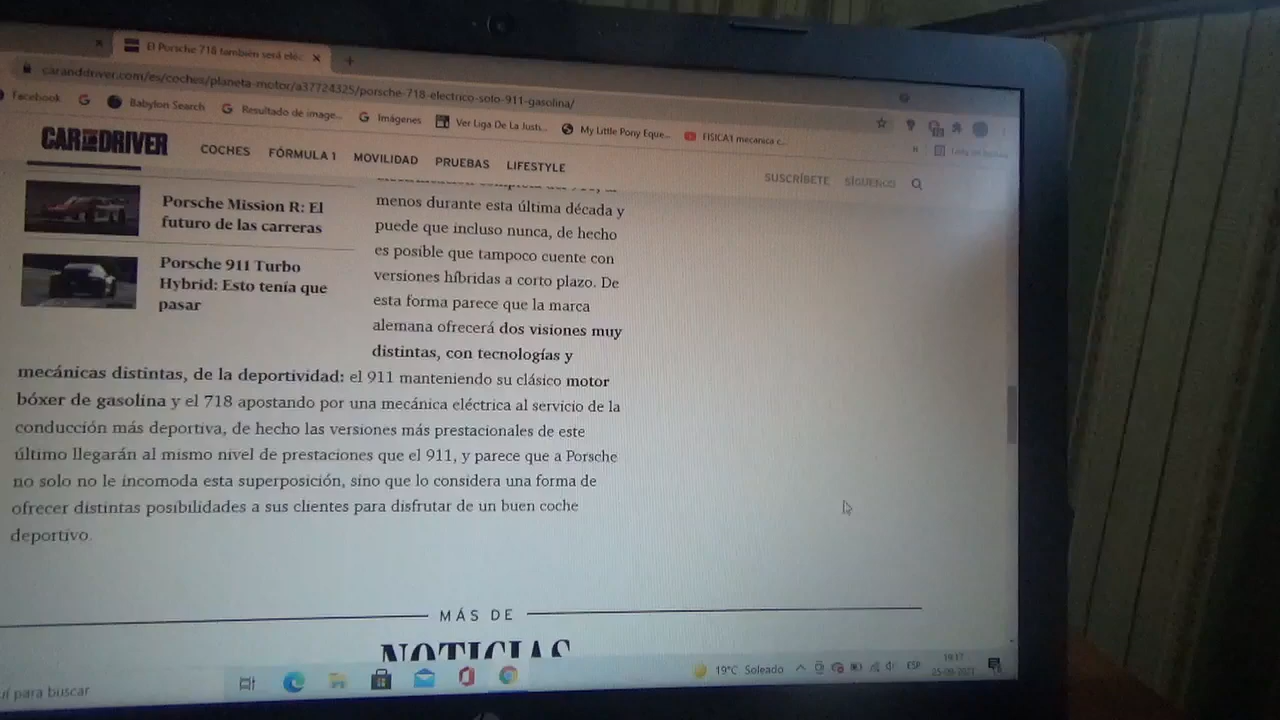 El Porsche 718 también será eléc
caranddriver.com/es/coches/planeta-motor/a37724325/porsche-718-electrico-solo-911-gasolina/
Facebook
Babylon Search
Resultado de image...
Imágenes
Ver Liga De La Justi...
My Little Pony Eque...
FISICA1 mecanica c...
CAR AND DRIVER
COCHES
FÓRMULA 1
MOVILIDAD
PRUEBAS
LIFESTYLE
SUSCRÍBETE
SÍGUENOS
Porsche Mission R: El
futuro de las carreras
Porsche 911 Turbo
Hybrid: Esto tenía que
pasar
menos durante esta última década y
puede que incluso nunca, de hecho
es posible que tampoco cuente con
versiones híbridas a corto plazo. De
esta forma parece que la marca
alemana ofrecerá dos visiones muy
distintas, con tecnologías y
mecánicas distintas, de la deportividad: el 911 manteniendo su clásico motor
bóxer de gasolina y el 718 apostando por una mecánica eléctrica al servicio de la
conducción más deportiva, de hecho las versiones más prestacionales de este
último llegarán al mismo nivel de prestaciones que el 911, y parece que a Porsche
no solo no le incomoda esta superposición, sino que lo considera una forma de
ofrecer distintas posibilidades a sus clientes para disfrutar de un buen coche
deportivo.
MÁS DE
NOTICIAS
uí para buscar
19°C Soleado
ESP
19:17
25-09-2021